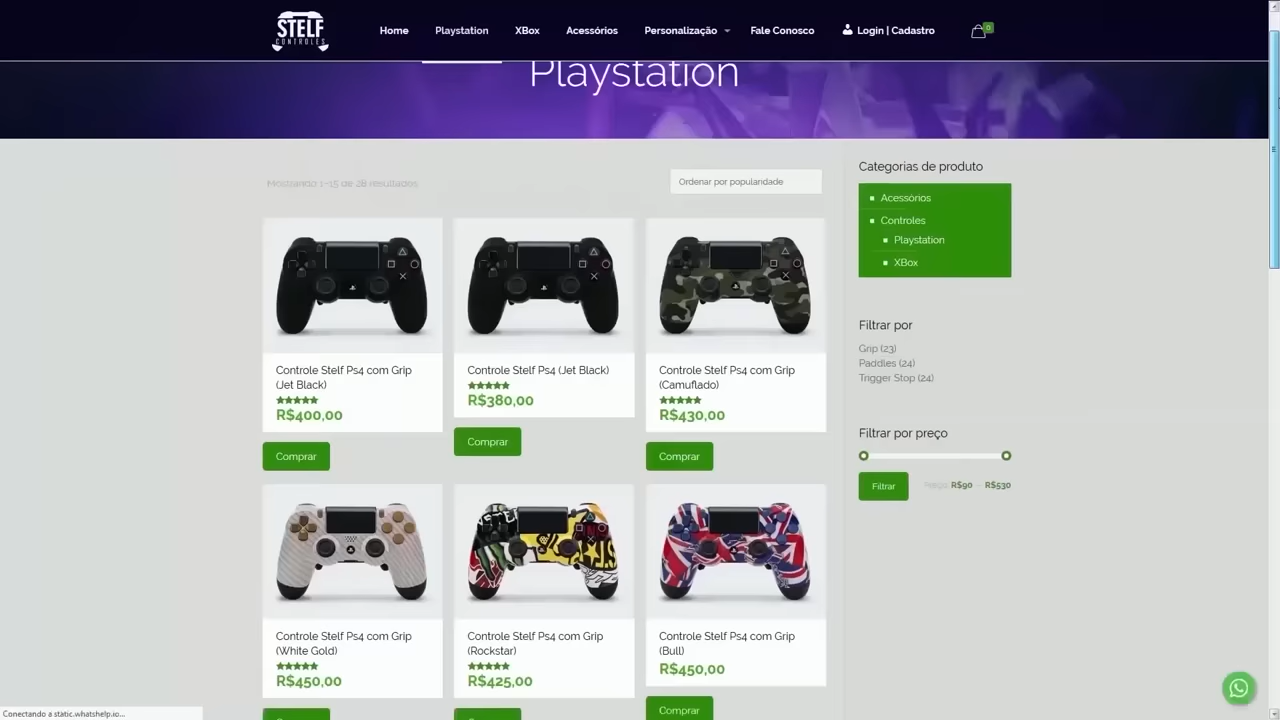 STELF
CONTROLES
Home
Playstation
XBox
Acessórios
Personalização
Fale Conosco
Login | Cadastro
0
Playstation
Mostrando 1–15 de 28 resultados
Ordenar por popularidade
Categorias de produto
Acessórios
Controles
Playstation
XBox
Controle Stelf Ps4 com Grip
(Jet Black)
R$400,00
Comprar
Controle Stelf Ps4 (Jet Black)
R$380,00
Comprar
Controle Stelf Ps4 com Grip
(Camuflado)
R$430,00
Comprar
Filtrar por
Grip (23)
Paddles (24)
Trigger Stop (24)
Filtrar por preço
Filtrar
Preço: R$90 — R$530
Controle Stelf Ps4 com Grip
(White Gold)
R$450,00
Controle Stelf Ps4 com Grip
(Rockstar)
R$425,00
Controle Stelf Ps4 com Grip
(Bull)
R$450,00
Comprar
Conectando a static.whatshelp.io...